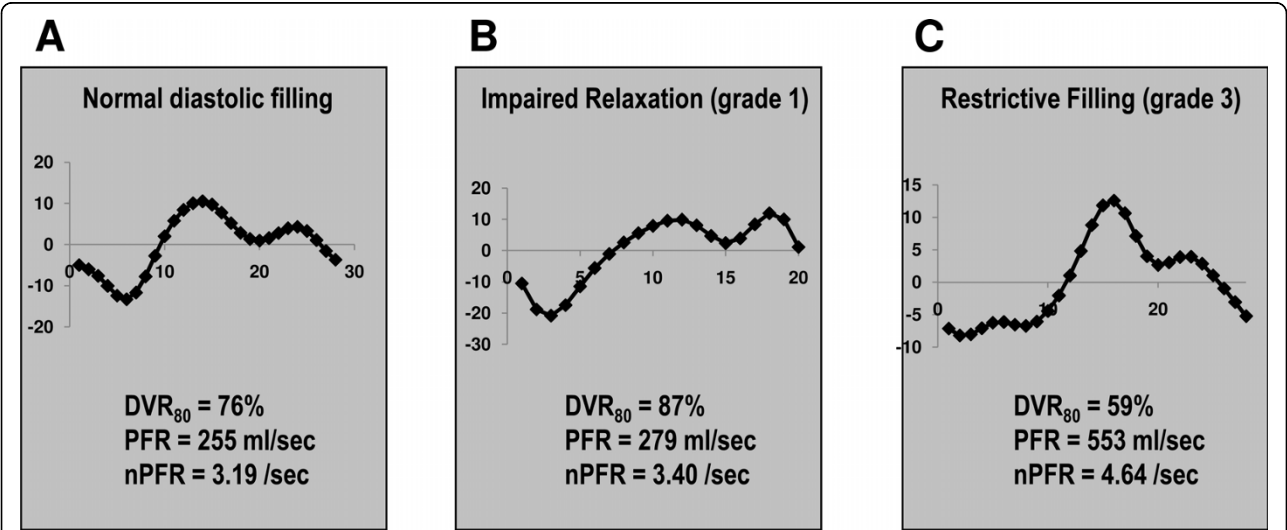 A
Normal diastolic filling
20
10
0
-10
-20
0
10
20
30
DVR80 = 76%
PFR = 255 ml/sec
nPFR = 3.19 /sec
B
Impaired Relaxation (grade 1)
20
10
0
-10
-20
-30
0
5
10
15
20
DVR80 = 87%
PFR = 279 ml/sec
nPFR = 3.40 /sec
C
Restrictive Filling (grade 3)
15
10
5
0
-5
-10
0
10
20
DVR80 = 59%
PFR = 553 ml/sec
nPFR = 4.64 /sec